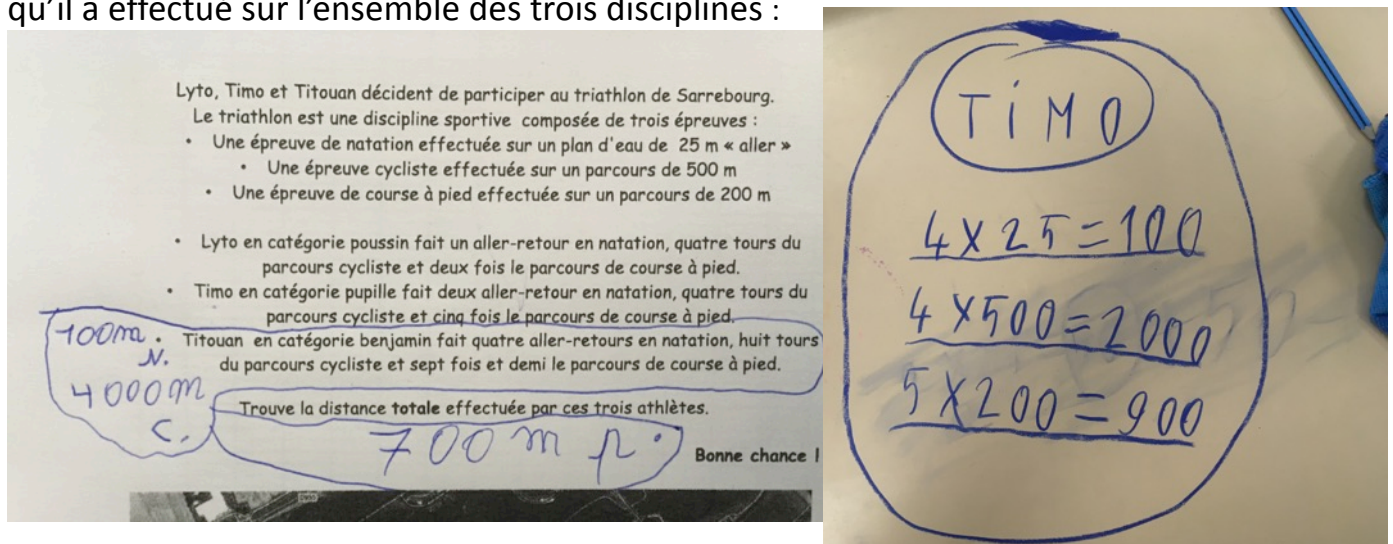 qu'il a effectué sur l'ensemble des trois disciplines :
Lyto, Timo et Titouan décident de participer au triathlon de Sarrebourg.
Le triathlon est une discipline sportive composée de trois épreuves :
• Une épreuve de natation effectuée sur un plan d'eau de 25 m « aller »
• Une épreuve cycliste effectuée sur un parcours de 500 m
• Une épreuve de course à pied effectuée sur un parcours de 200 m
• Lyto en catégorie poussin fait un aller-retour en natation, quatre tours du
parcours cycliste et deux fois le parcours de course à pied.
• Timo en catégorie pupille fait deux aller-retour en natation, quatre tours du
parcours cycliste et cinq fois le parcours de course à pied.
• Titouan en catégorie benjamin fait quatre aller-retours en natation, huit tours
du parcours cycliste et sept fois et demi le parcours de course à pied.
100m
N.
4000m
C.
Trouve la distance totale effectuée par ces trois athlètes.
700 m p.
Bonne chance !
TiMO
4 X 25 = 100
4 X 500 = 2000
5 X 200 = 900